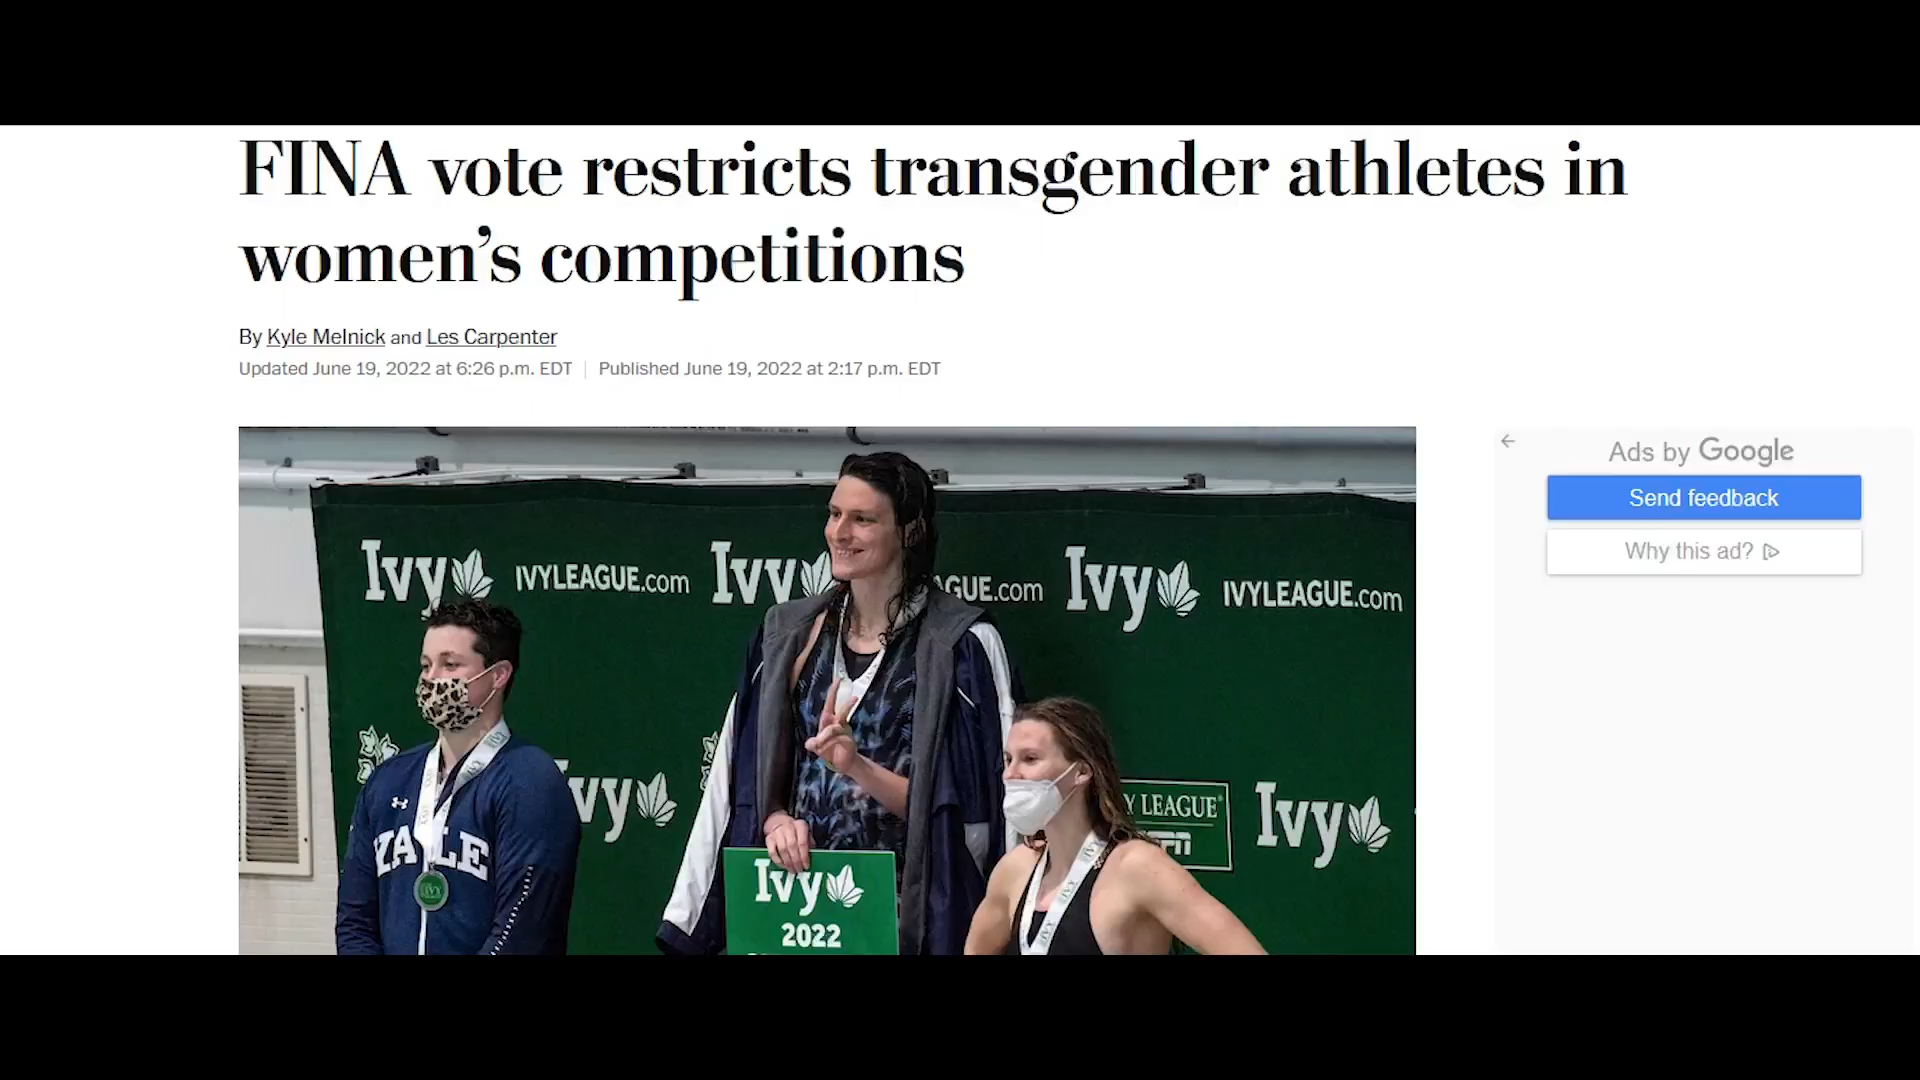 FINA vote restricts transgender athletes in
women's competitions
By Kyle Melnick and Les Carpenter
Updated June 19, 2022 at 6:26 p.m. EDT | Published June 19, 2022 at 2:17 p.m. EDT
Ads by Google
Send feedback
Why this ad?
Ivy IVYLEAGUE.com Ivy GUE.com Ivy IVYLEAGUE.com
Ivy
Y LEAGUE
Ivy
YALE
Ivy
2022